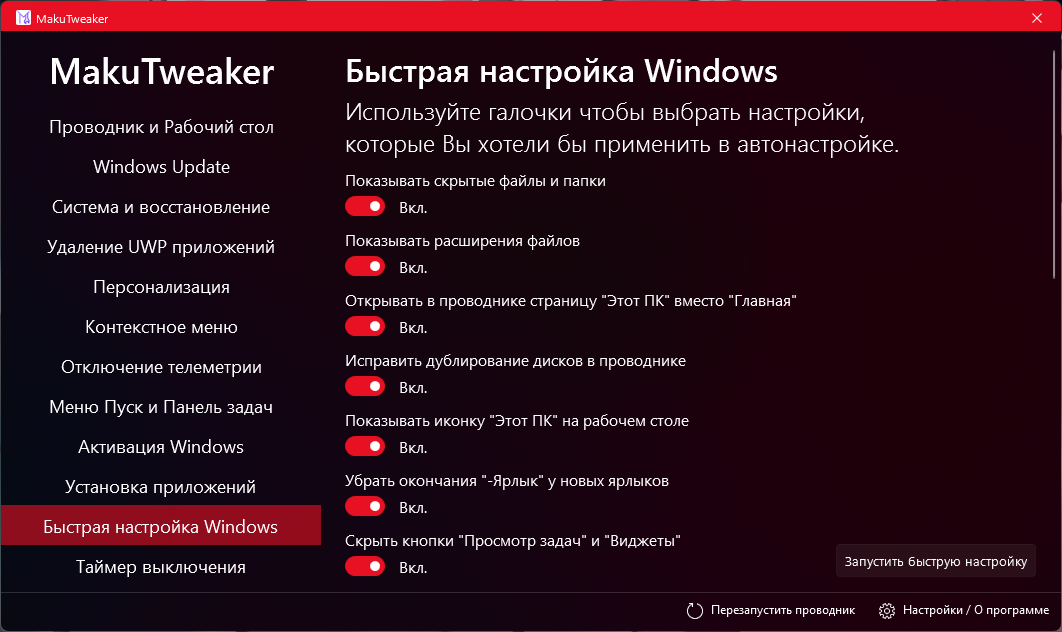 MakuTweaker
MakuTweaker
Проводник и Рабочий стол
Windows Update
Система и восстановление
Удаление UWP приложений
Персонализация
Контекстное меню
Отключение телеметрии
Меню Пуск и Панель задач
Активация Windows
Установка приложений
Быстрая настройка Windows
Таймер выключения
Быстрая настройка Windows
Используйте галочки чтобы выбрать настройки,
которые Вы хотели бы применить в автонастройке.
Показывать скрытые файлы и папки
Вкл.
Показывать расширения файлов
Вкл.
Открывать в проводнике страницу "Этот ПК" вместо "Главная"
Вкл.
Исправить дублирование дисков в проводнике
Вкл.
Показывать иконку "Этот ПК" на рабочем столе
Вкл.
Убрать окончания "-Ярлык" у новых ярлыков
Вкл.
Скрыть кнопки "Просмотр задач" и "Виджеты"
Вкл.
Запустить быструю настройку
Перезапустить проводник
Настройки / О программе